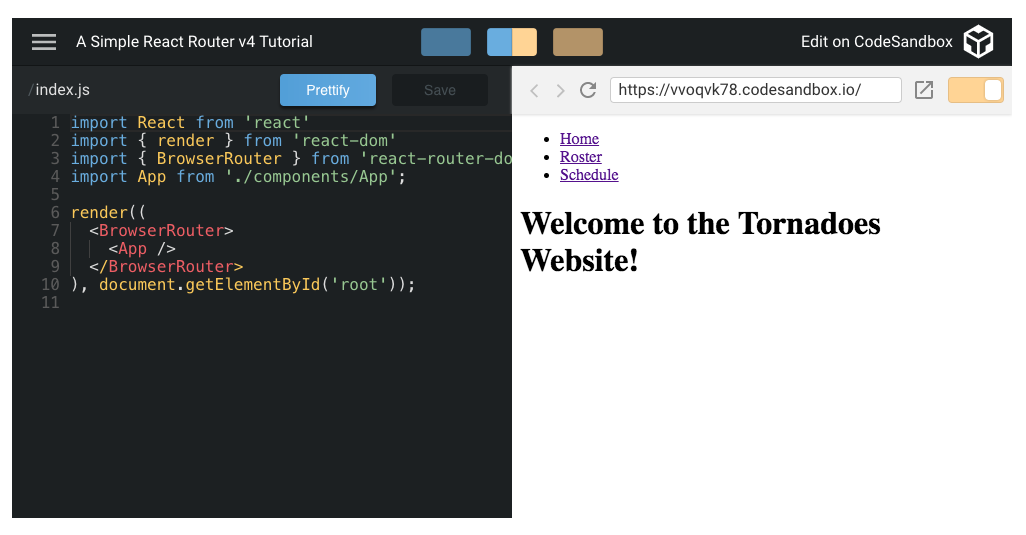 A Simple React Router v4 Tutorial
Edit on CodeSandbox
/index.js
Prettify
Save
https://vvoqvk78.codesandbox.io/
1 import React from 'react'
2 import { render } from 'react-dom'
3 import { BrowserRouter } from 'react-router-do
4 import App from './components/App';
5
6 render((
7 <BrowserRouter>
8 <App />
9 </BrowserRouter>
10 ), document.getElementById('root'));
11
• Home
• Roster
• Schedule
Welcome to the Tornadoes
Website!